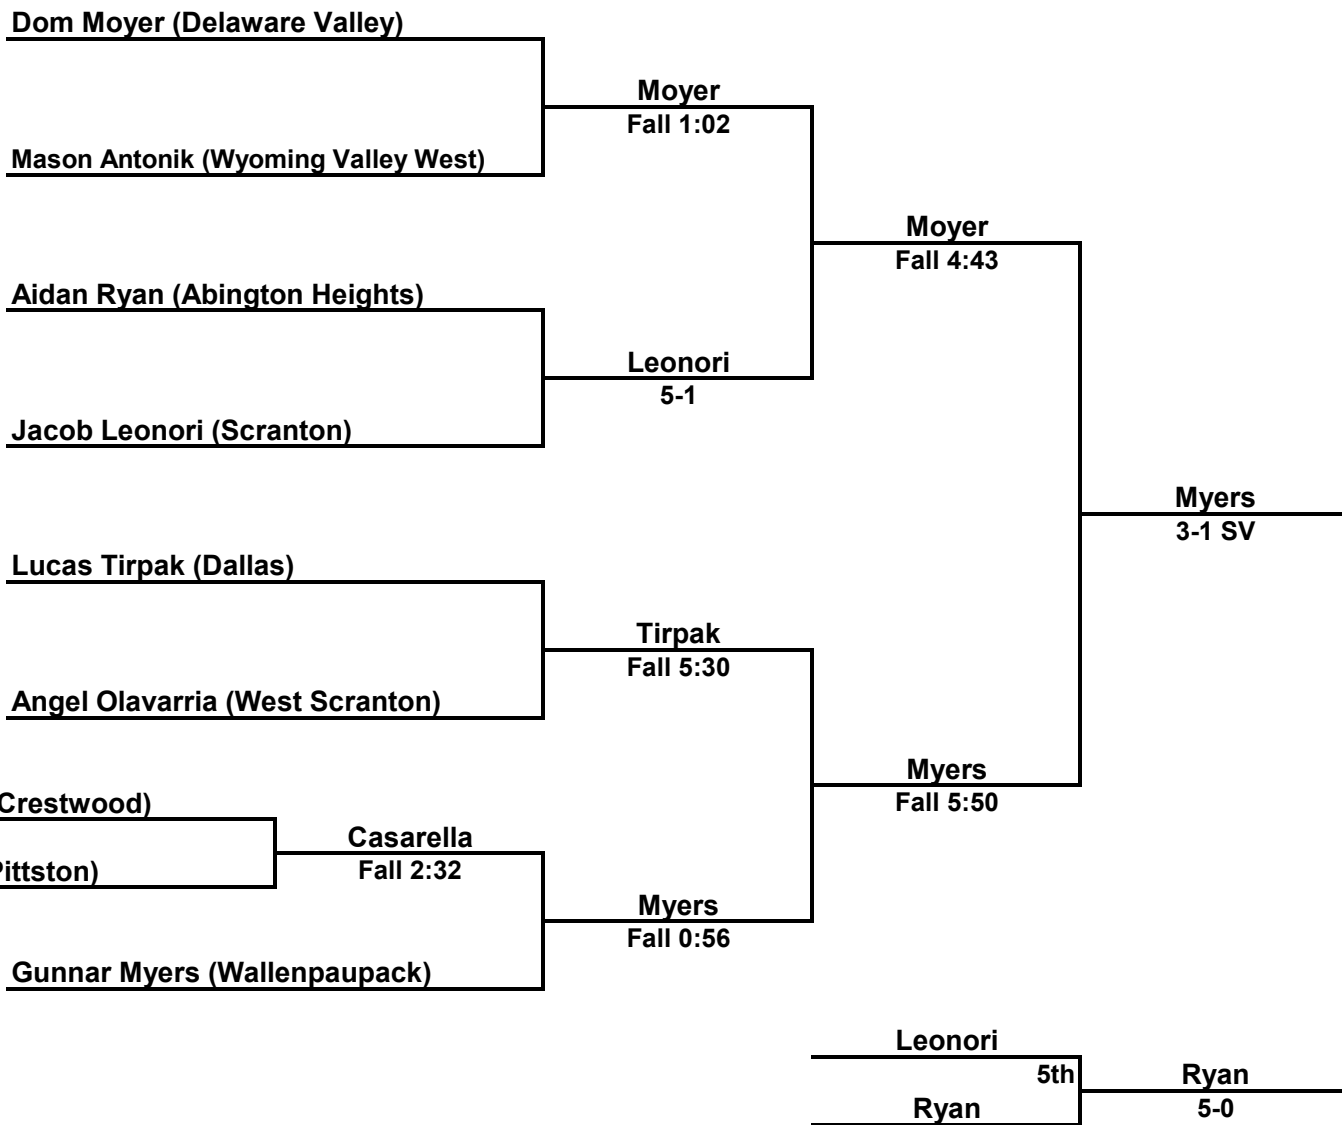 Dom Moyer (Delaware Valley)
Moyer
Fall 1:02
Mason Antonik (Wyoming Valley West)
Moyer
Fall 4:43
Aidan Ryan (Abington Heights)
Leonori
5-1
Jacob Leonori (Scranton)
Myers
3-1 SV
Lucas Tirpak (Dallas)
Tirpak
Fall 5:30
Angel Olavarria (West Scranton)
Myers
Fall 5:50
Crestwood)
Casarella
Fall 2:32
Pittston)
Myers
Fall 0:56
Gunnar Myers (Wallenpaupack)
Leonori
5th
Ryan
5-0
Ryan